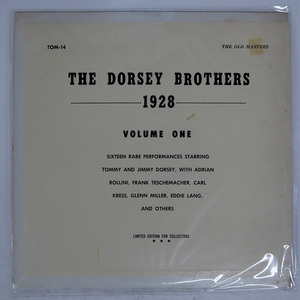 TOM-14
THE OLD MASTERS
THE DORSEY BROTHERS
1928
VOLUME ONE
SIXTEEN RARE PERFORMANCES STARRING
TOMMY AND JIMMY DORSEY, WITH ADRIAN
ROLLINI, FRANK TESCHEMACHER, CARL
KRESS, GLENN MILLER, EDDIE LANG,
AND OTHERS
LIMITED EDITION FOR COLLECTORS
★ ★ ★